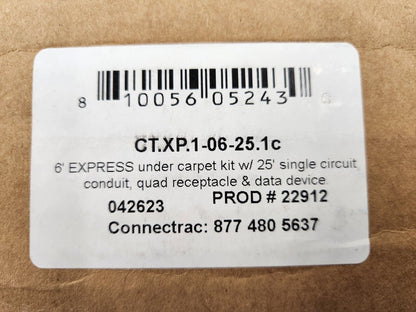 8 10056 05243 0
CT.XP.1-06-25.1c
6' EXPRESS under carpet kit w/ 25' single circuit
conduit, quad receptacle & data device
PROD # 22912
042623
Connectrac: 877 480 5637